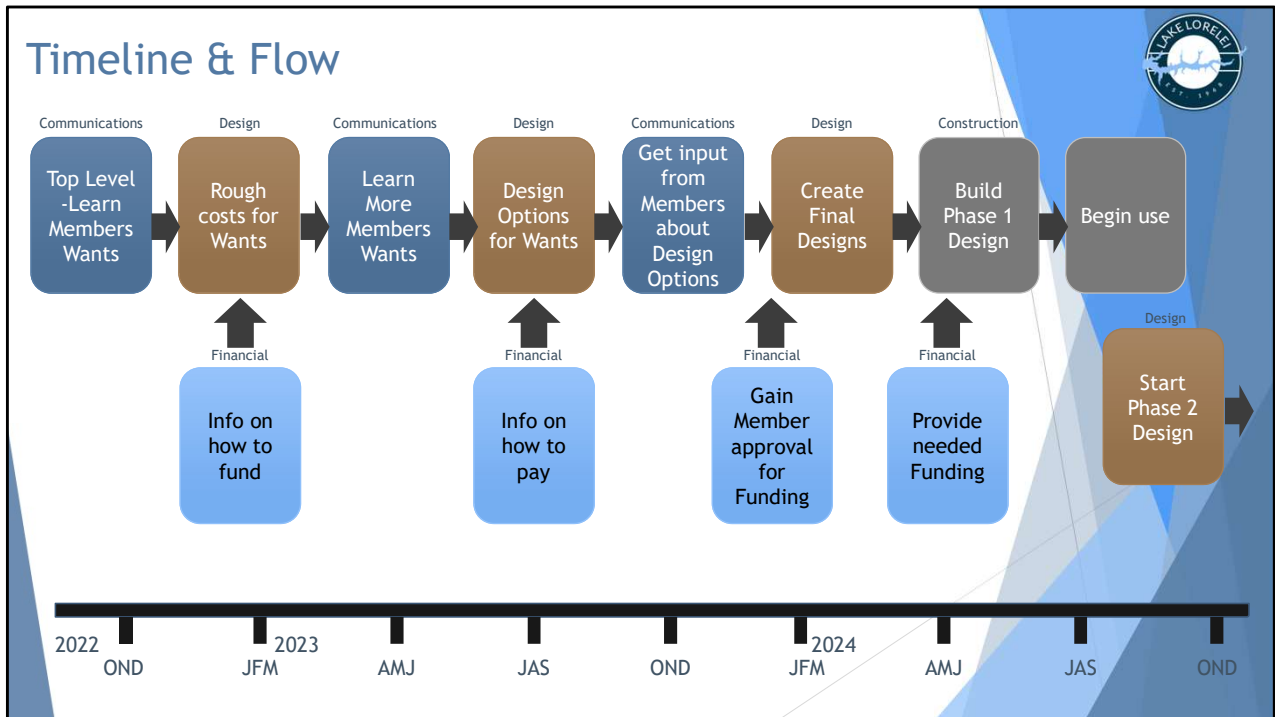 Timeline & Flow
LAKE LORELEI
EST. 1948
Communications
Design
Communications
Design
Communications
Design
Construction
Top Level
-Learn
Members
Wants
Rough
costs for
Wants
Learn
More
Members
Wants
Design
Options
for Wants
Get input
from
Members
about
Design
Options
Create
Final
Designs
Build
Phase 1
Design
Begin use
Financial
Financial
Financial
Financial
Design
Info on
how to
fund
Info on
how to
pay
Gain
Member
approval
for
Funding
Provide
needed
Funding
Start
Phase 2
Design
2022
OND
JFM
2023
AMJ
JAS
OND
JFM
2024
AMJ
JAS
OND